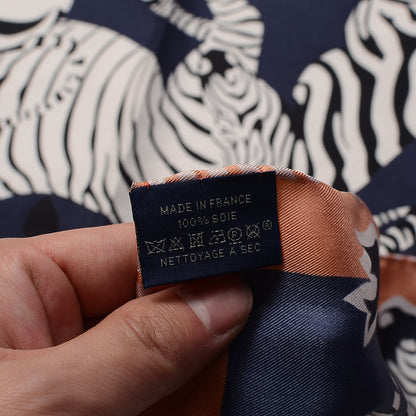 MADE IN FRANCE
100% SOIE
NETTOYAGE À SEC